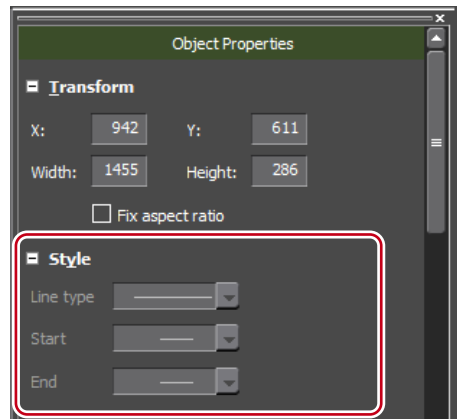 Object Properties
Transform
X: 942 Y: 611
Width: 1455 Height: 286
Fix aspect ratio
Style
Line type
Start
End